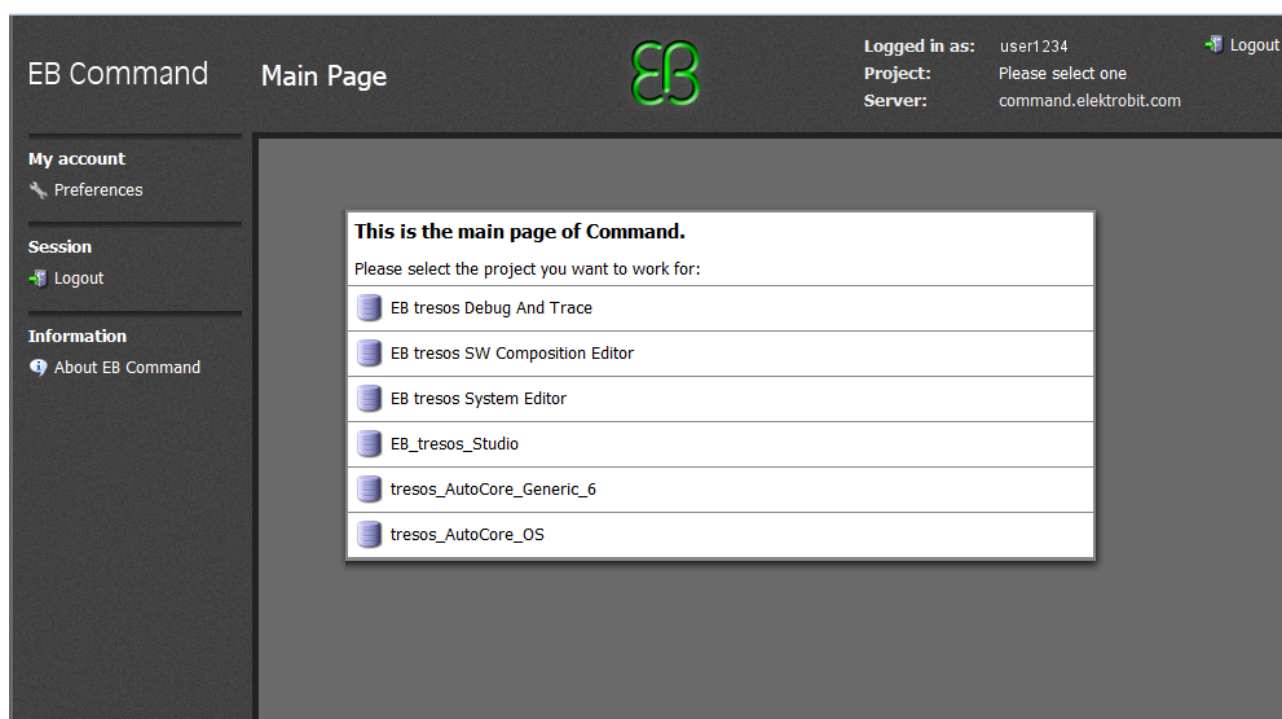 EB Command
Main Page
EB
Logged in as: user1234
Logout
Project: Please select one
Server: command.elektrobit.com
My account
Preferences
Session
Logout
Information
About EB Command
This is the main page of Command.
Please select the project you want to work for:
EB tresos Debug And Trace
EB tresos SW Composition Editor
EB tresos System Editor
EB_tresos_Studio
tresos_AutoCore_Generic_6
tresos_AutoCore_OS